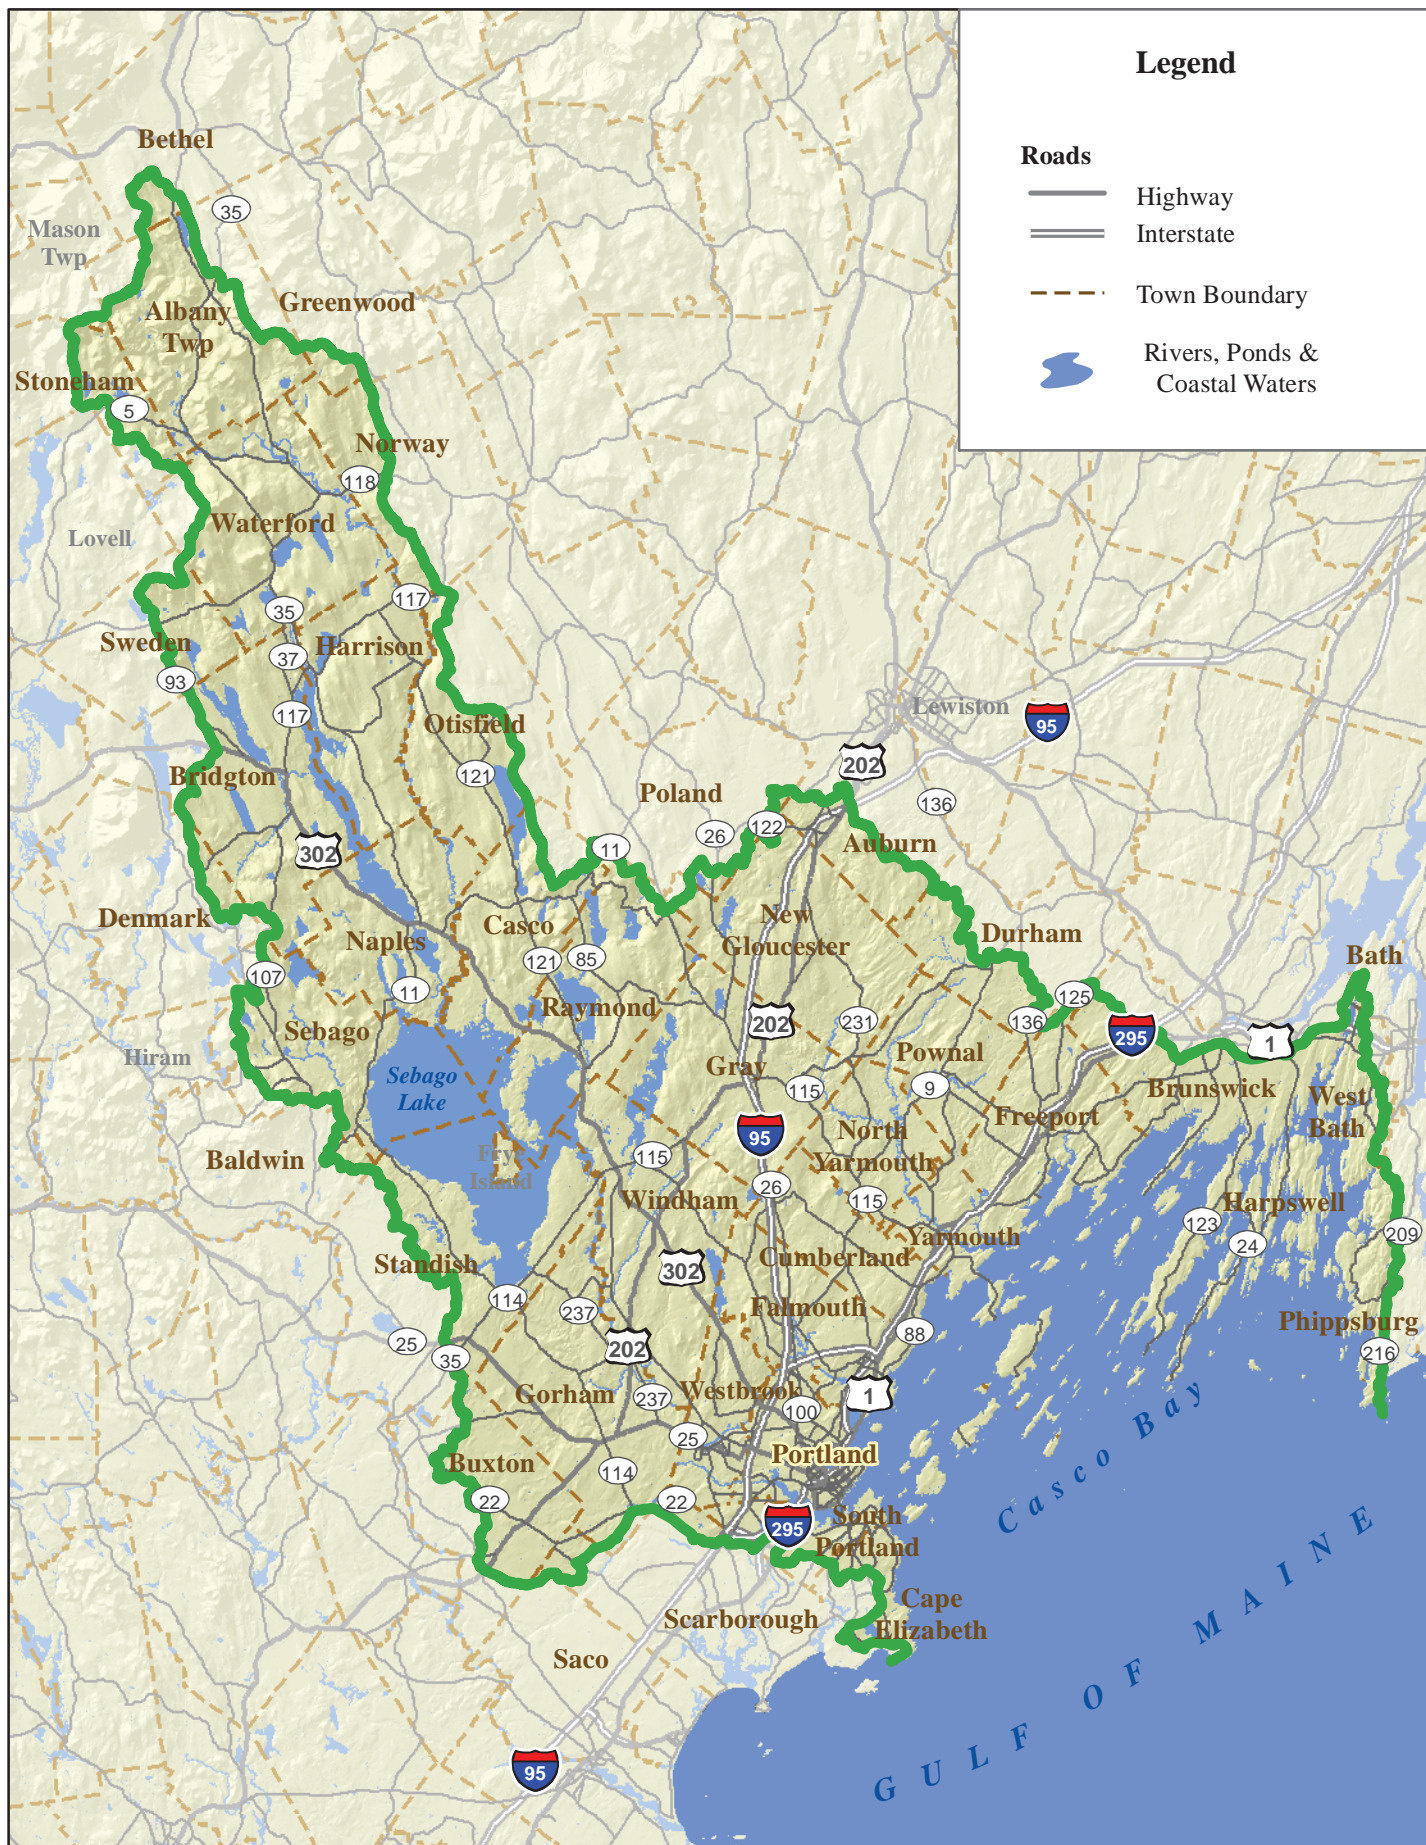 Legend
Roads
Highway
Interstate
Town Boundary
Rivers, Ponds &
Coastal Waters
Bethel
35
Mason
Twp
Greenwood
Albany
Twp
Stoneham
5
Norway
118
Waterford
Lovell
117
35
Sweden
Harrison
37
93
117
Otisfield
Lewiston
95
202
Bridgton
121
Poland
136
26
122
302
11
Auburn
Denmark
New
Gloucester
Casco
Naples
Durham
Bath
121
85
107
11
125
Raymond
202
231
136
295
1
Sebago
Hiram
Gray
Pownal
Sebago
Lake
115
9
Brunswick
West
Bath
Freeport
95
North
Yarmouth
Baldwin
Frye
Island
115
26
115
Windham
Harpswell
123
24
209
Yarmouth
Cumberland
Standish
302
114
237
Falmouth
Phippsburg
25
35
202
88
216
Gorham
237
Westbrook
1
100
Casco Bay
25
Portland
Buxton
114
22
22
295
South
Portland
GULF OF MAINE
Cape
Elizabeth
Scarborough
Saco
95